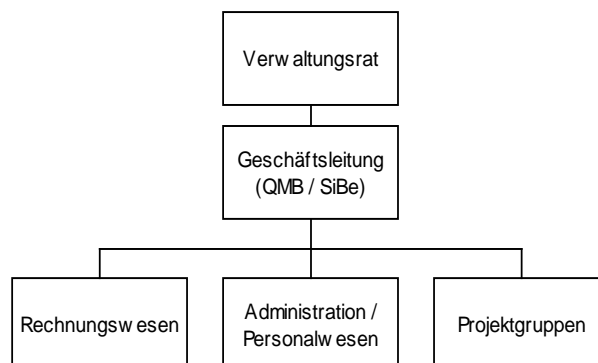 Verwaltungsrat
Geschäftsleitung
(QMB / SiBe)
Rechnungswesen
Administration /
Personalwesen
Projektgruppen